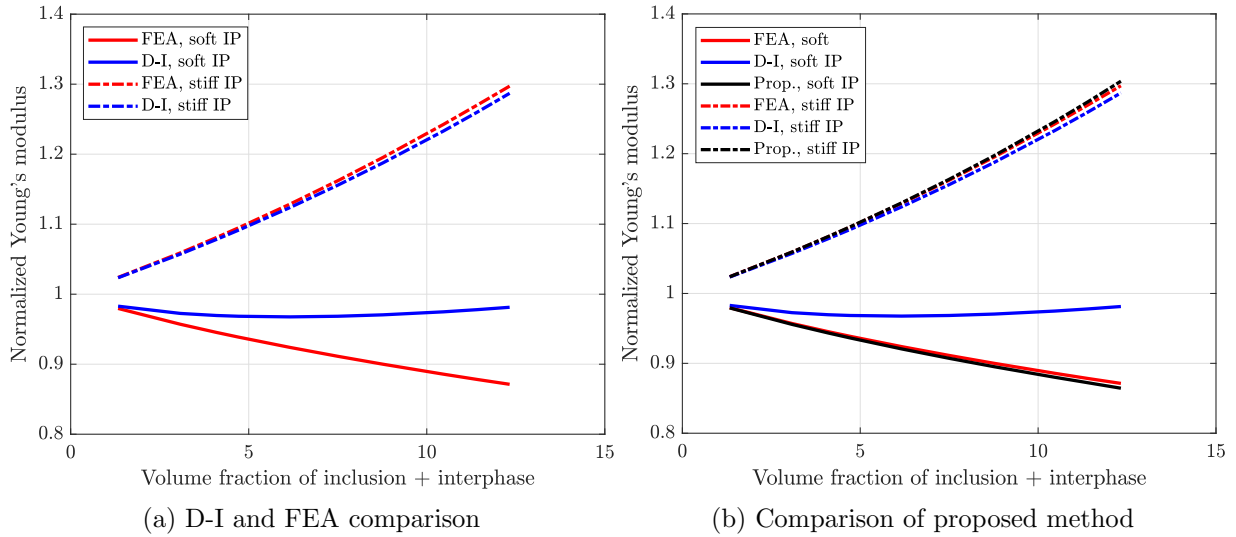 1.4
1.3
1.2
1.1
1
0.9
0.8
Normalized Young's modulus
FEA, soft IP
D-I, soft IP
FEA, stiff IP
D-I, stiff IP
0
5
10
15
Volume fraction of inclusion + interphase
(a) D-I and FEA comparison
1.4
1.3
1.2
1.1
1
0.9
0.8
Normalized Young's modulus
FEA, soft
D-I, soft IP
Prop., soft IP
FEA, stiff IP
D-I, stiff IP
Prop., stiff IP
0
5
10
15
Volume fraction of inclusion + interphase
(b) Comparison of proposed method